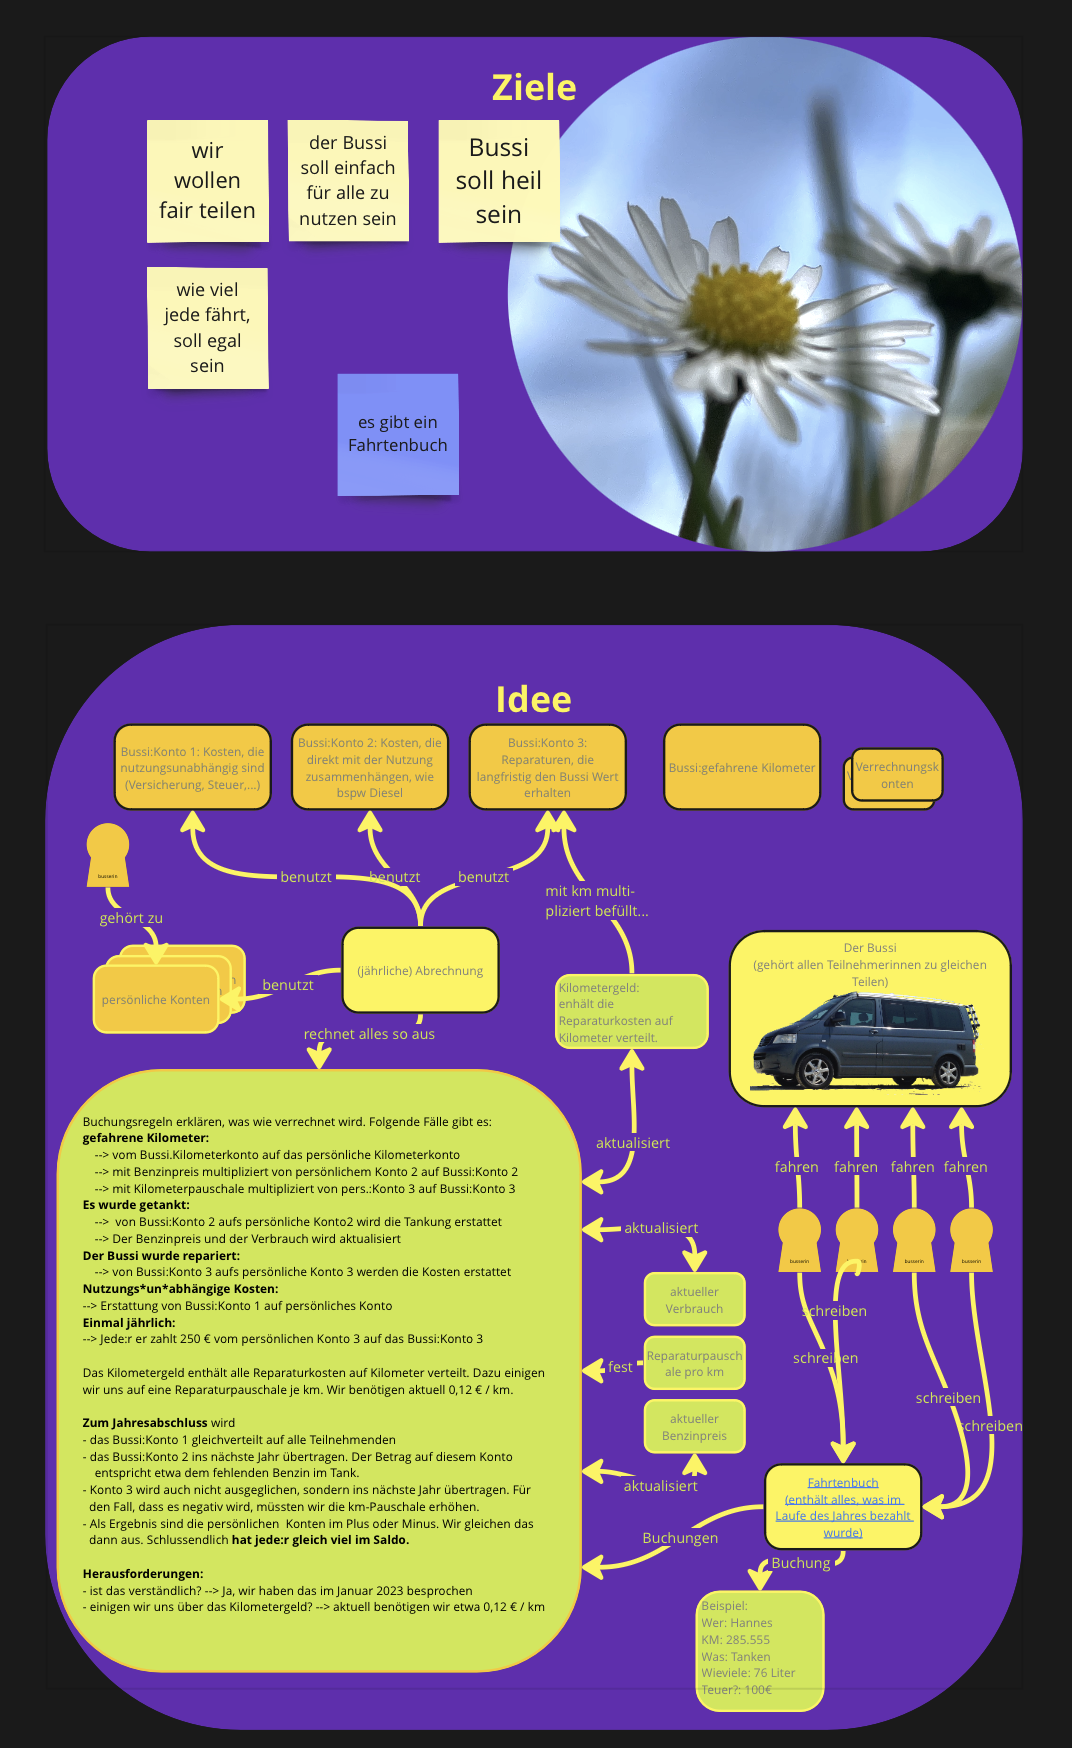 Ziele
wir
wollen
fair teilen
der Bussi
soll einfach
für alle zu
nutzen sein
Bussi
soll heil
sein
wie viel
jede fährt,
soll egal
sein
es gibt ein
Fahrtenbuch
Idee
Bussi:Konto 1: Kosten, die
nutzungsunabhängig sind
(Versicherung, Steuer,...)
Bussi:Konto 2: Kosten, die
direkt mit der Nutzung
zusammenhängen, wie
bspw Diesel
Bussi:Konto 3:
Reparaturen, die
langfristig den Bussi Wert
erhalten
Bussi:gefahrene Kilometer
Verrechnungsk
onten
busserin
gehört zu
benutzt
benutzt
benutzt
mit km multi-
pliziert befüllt...
persönliche Konten
benutzt
(jährliche) Abrechnung
rechnet alles so aus
Kilometergeld:
enhält die
Reparaturkosten auf
Kilometer verteilt.
Der Bussi
(gehört allen Teilnehmerinnen zu gleichen
Teilen)
aktualisiert
fahren
fahren
fahren
fahren
busserin
busserin
busserin
busserin
Buchungsregeln erklären, was wie verrechnet wird. Folgende Fälle gibt es:
gefahrene Kilometer:
--> vom Bussi.Kilometerkonto auf das persönliche Kilometerkonto
--> mit Benzinpreis multipliziert von persönlichem Konto 2 auf Bussi:Konto 2
--> mit Kilometerpauschale multipliziert von pers.:Konto 3 auf Bussi:Konto 3
Es wurde getankt:
--> von Bussi:Konto 2 aufs persönliche Konto2 wird die Tankung erstattet
--> Der Benzinpreis und der Verbrauch wird aktualisiert
Der Bussi wurde repariert:
--> von Bussi:Konto 3 aufs persönliche Konto 3 werden die Kosten erstattet
Nutzungs*un*abhängige Kosten:
--> Erstattung von Bussi:Konto 1 auf persönliches Konto
Einmal jährlich:
--> Jede:r er zahlt 250 € vom persönlichen Konto 3 auf das Bussi:Konto 3
Das Kilometergeld enthält alle Reparaturkosten auf Kilometer verteilt. Dazu einigen
wir uns auf eine Reparaturpauschale je km. Wir benötigen aktuell 0,12 € / km.
Zum Jahresabschluss wird
- das Bussi:Konto 1 gleichverteilt auf alle Teilnehmenden
- das Bussi:Konto 2 ins nächste Jahr übertragen. Der Betrag auf diesem Konto
entspricht etwa dem fehlenden Benzin im Tank.
- Konto 3 wird auch nicht ausgeglichen, sondern ins nächste Jahr übertragen. Für
den Fall, dass es negativ wird, müssten wir die km-Pauschale erhöhen.
- Als Ergebnis sind die persönlichen Konten im Plus oder Minus. Wir gleichen das
dann aus. Schlussendlich hat jede:r gleich viel im Saldo.
Herausforderungen:
- ist das verständlich? --> Ja, wir haben das im Januar 2023 besprochen
- einigen wir uns über das Kilometergeld? --> aktuell benötigen wir etwa 0,12 € / km
aktualisiert
aktueller
Verbrauch
fest
Reparaturpausch
ale pro km
aktueller
Benzinpreis
aktualisiert
schreiben
schreiben
schreiben
schreiben
Fahrtenbuch
(enthält alles, was im
Laufe des Jahres bezahlt
wurde)
Buchungen
Buchung
Beispiel:
Wer: Hannes
KM: 285.555
Was: Tanken
Wieviele: 76 Liter
Teuer?: 100€